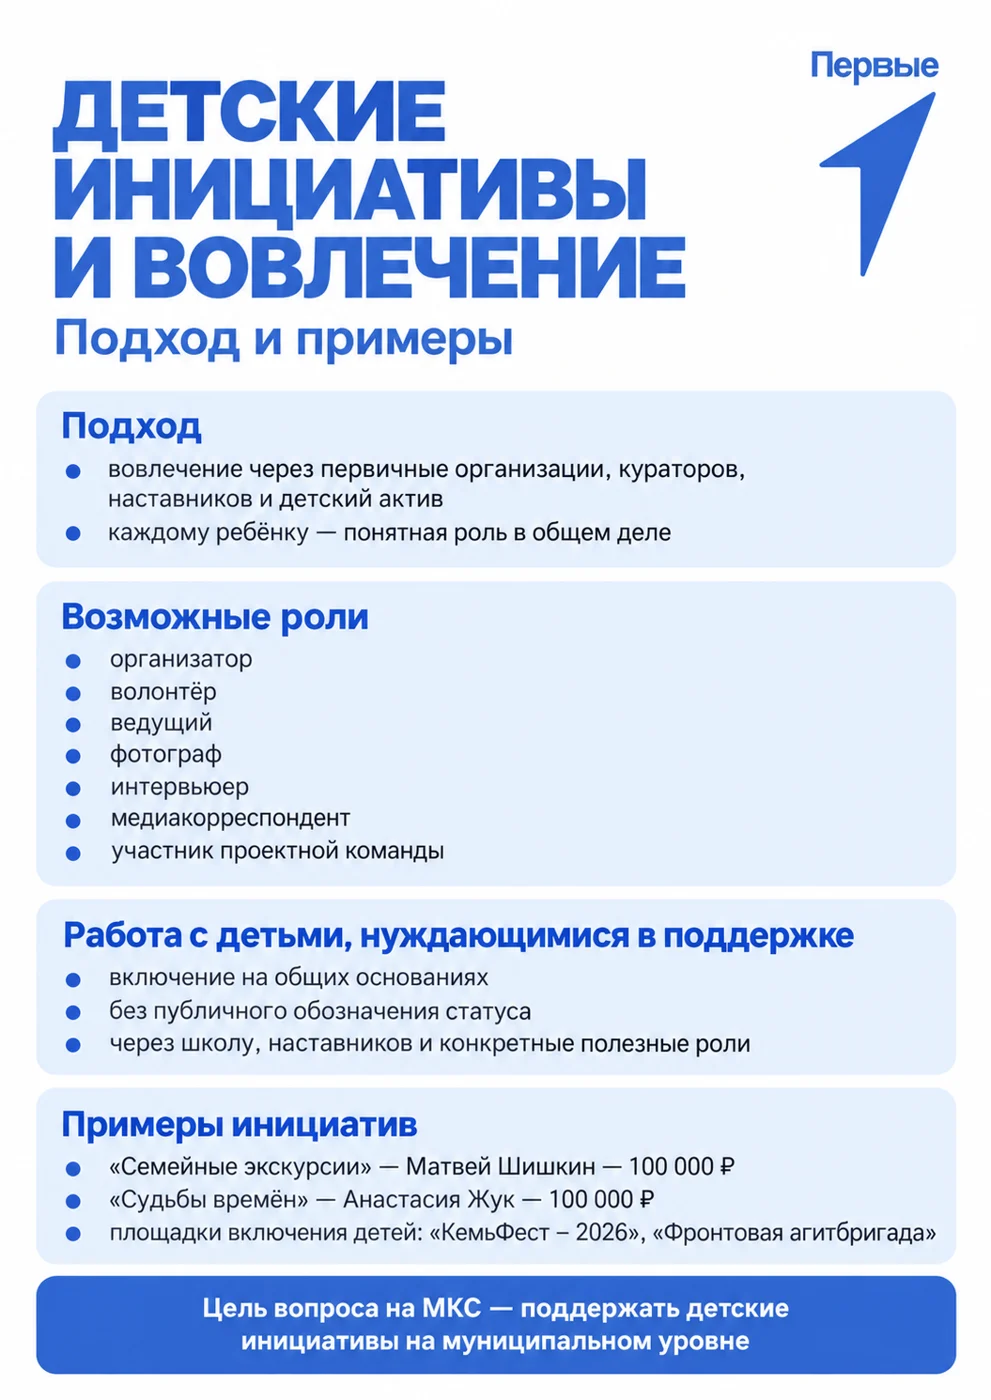 Первые
ДЕТСКИЕ
ИНИЦИАТИВЫ
И ВОВЛЕЧЕНИЕ
Подход и примеры
Подход
вовлечение через первичные организации, кураторов,
наставников и детский актив
каждому ребёнку — понятная роль в общем деле
Возможные роли
организатор
волонтёр
ведущий
фотограф
интервьюер
медиакорреспондент
участник проектной команды
Работа с детьми, нуждающимися в поддержке
включение на общих основаниях
без публичного обозначения статуса
через школу, наставников и конкретные полезные роли
Примеры инициатив
«Семейные экскурсии» — Матвей Шишкин — 100 000 ₽
«Судьбы времён» — Анастасия Жук — 100 000 ₽
площадки включения детей: «КемьФест – 2026», «Фронтовая агитбригада»
Цель вопроса на МКС — поддержать детские
инициативы на муниципальном уровне